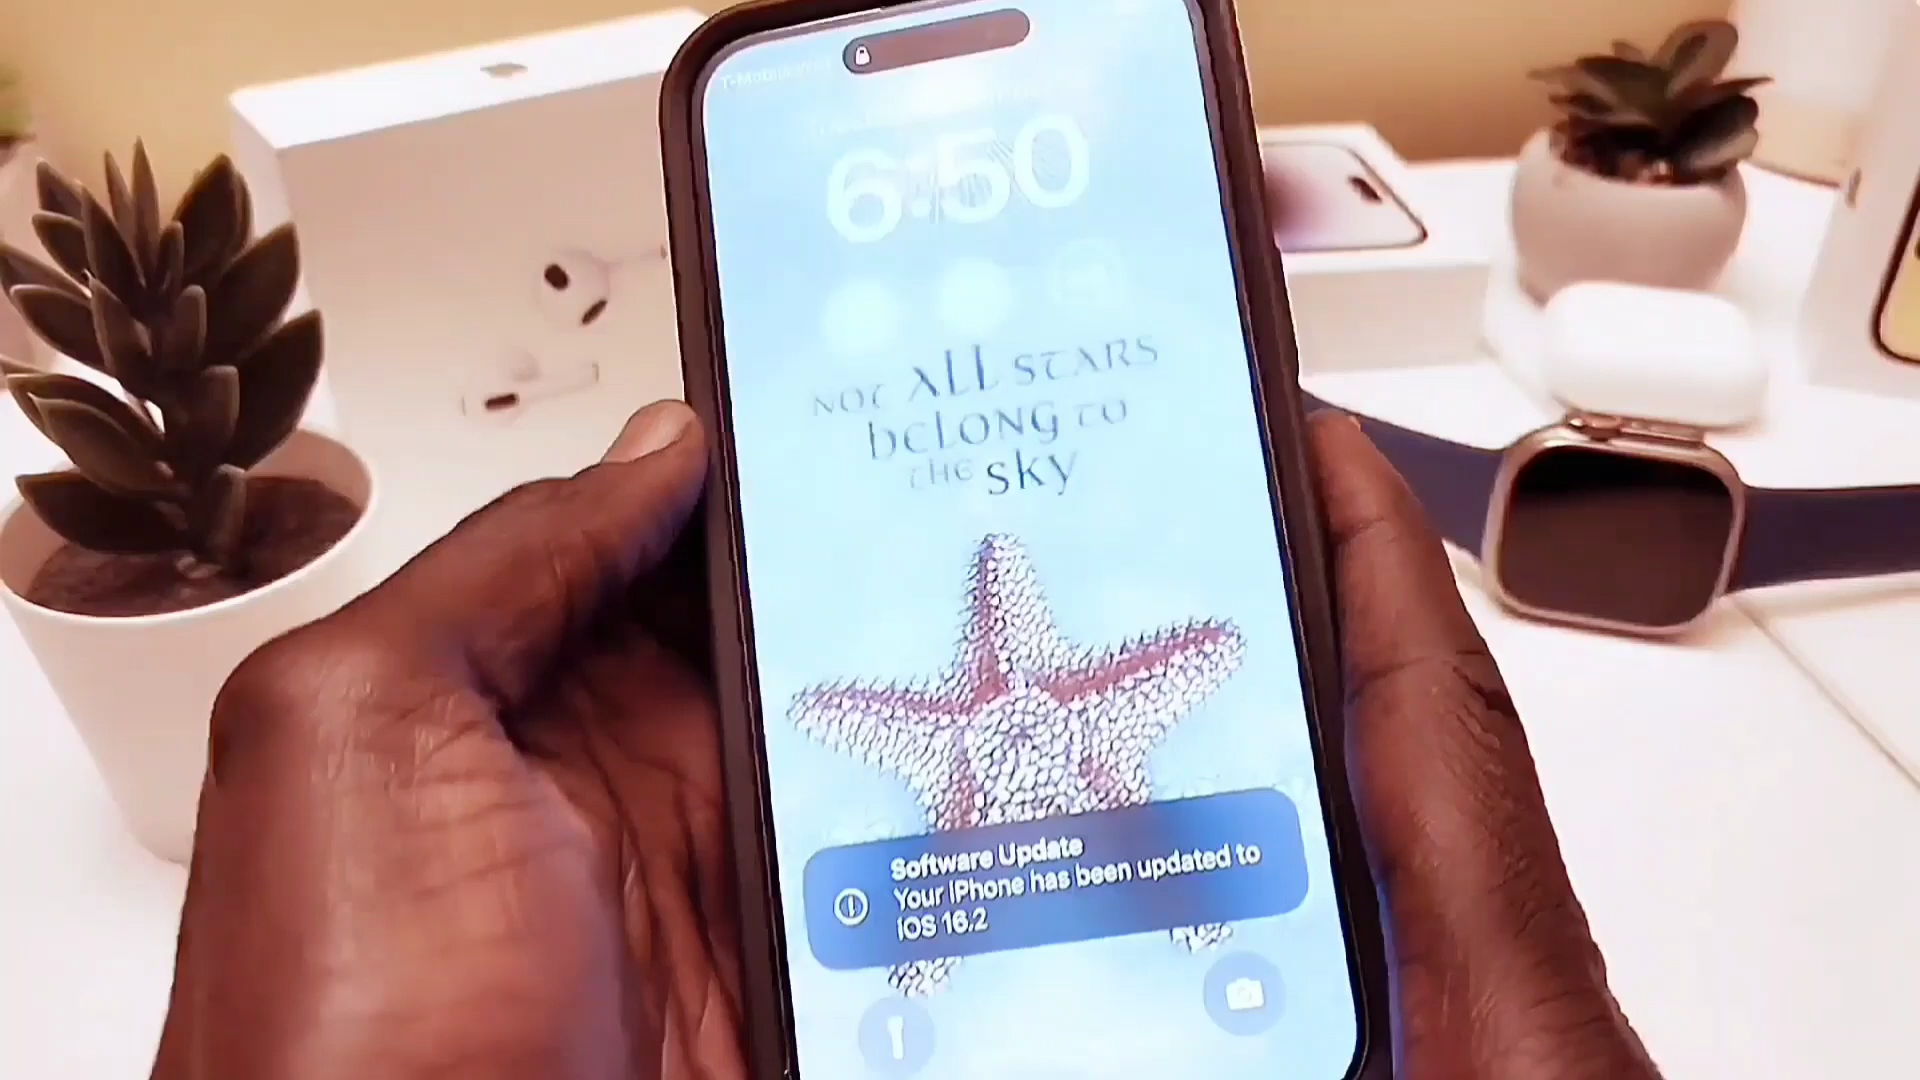 T-Mobile
6:50
NOT ALL STARS
BELONG TO
THE SKY
Software Update
Your iPhone has been updated to
iOS 16.2